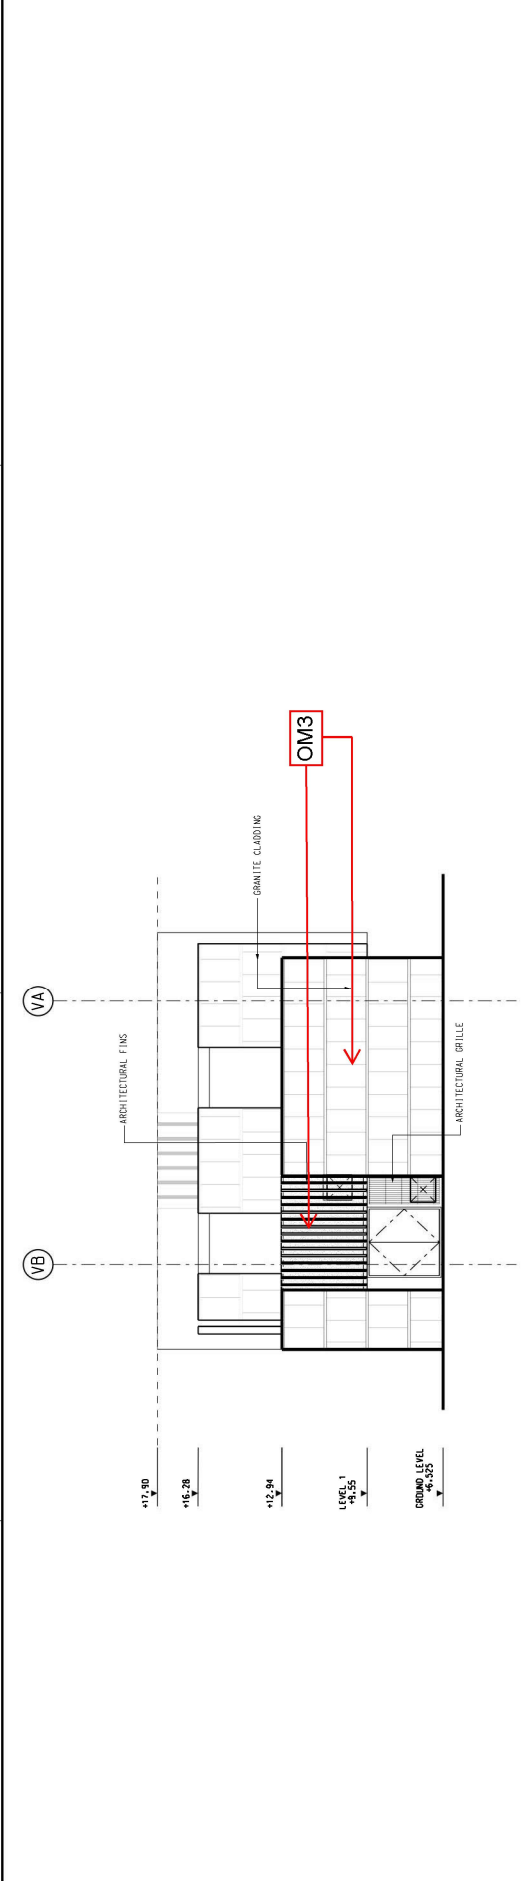 VB
VA
+17.90
+16.28
+12.94
LEVEL 1
+9.55
GROUND LEVEL
+6.525
ARCHITECTURAL FINS
GRANITE CLADDING
OM3
ARCHITECTURAL GRILLE